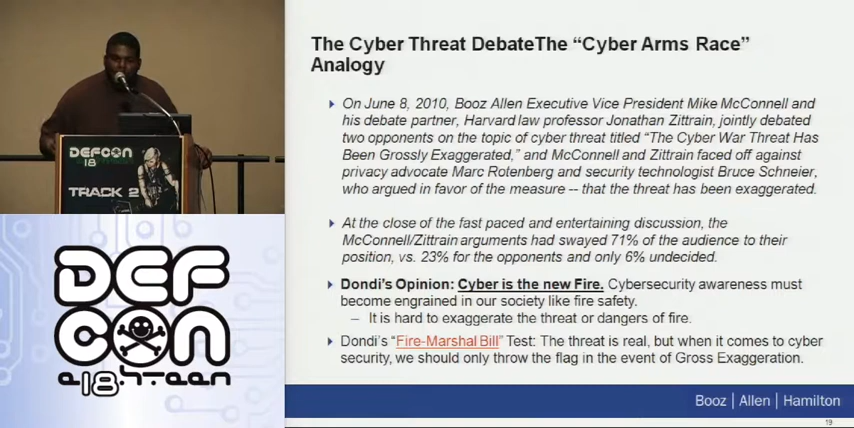 DEFCON
18
TRACK 2
DEF
CON
e18.hteen
The Cyber Threat DebateThe “Cyber Arms Race”
Analogy
On June 8, 2010, Booz Allen Executive Vice President Mike McConnell and
his debate partner, Harvard law professor Jonathan Zittrain, jointly debated
two opponents on the topic of cyber threat titled “The Cyber War Threat Has
Been Grossly Exaggerated,” and McConnell and Zittrain faced off against
privacy advocate Marc Rotenberg and security technologist Bruce Schneier,
who argued in favor of the measure -- that the threat has been exaggerated.
At the close of the fast paced and entertaining discussion, the
McConnell/Zittrain arguments had swayed 71% of the audience to their
position, vs. 23% for the opponents and only 6% undecided.
Dondi’s Opinion: Cyber is the new Fire. Cybersecurity awareness must
become engrained in our society like fire safety.
– It is hard to exaggerate the threat or dangers of fire.
Dondi’s “Fire-Marshal Bill” Test: The threat is real, but when it comes to cyber
security, we should only throw the flag in the event of Gross Exaggeration.
Booz | Allen | Hamilton
19